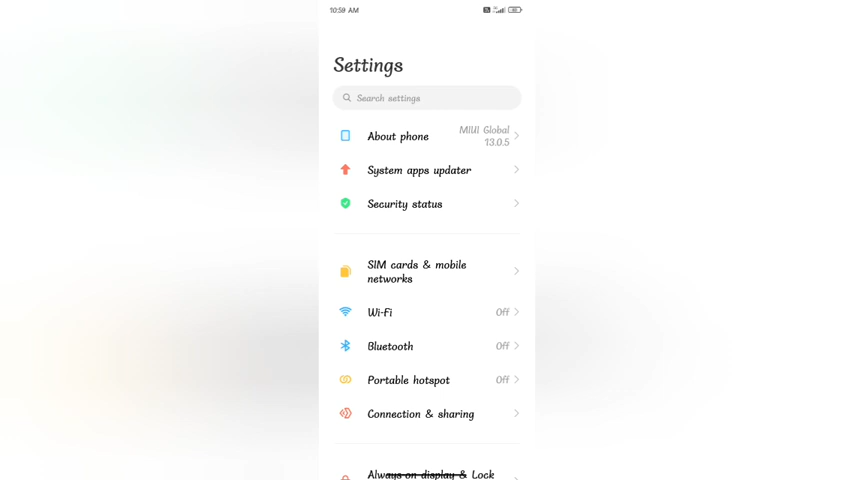 10:59 AM
Settings
Search settings
About phone
MIUI Global
13.0.5
System apps updater
Security status
SIM cards & mobile
networks
Wi-Fi
Off
Bluetooth
Off
Portable hotspot
Off
Connection & sharing
Always-on display & Lock